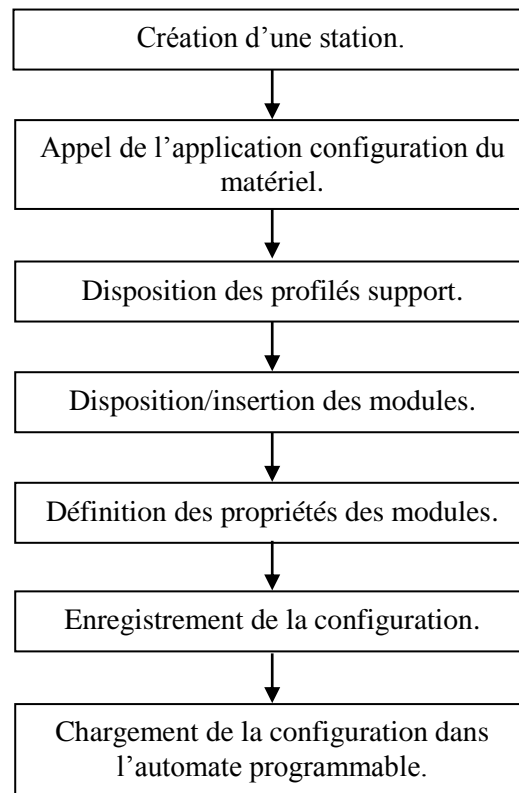 Création d’une station.
Appel de l’application configuration du
matériel.
Disposition des profilés support.
Disposition/insertion des modules.
Définition des propriétés des modules.
Enregistrement de la configuration.
Chargement de la configuration dans
l’automate programmable.